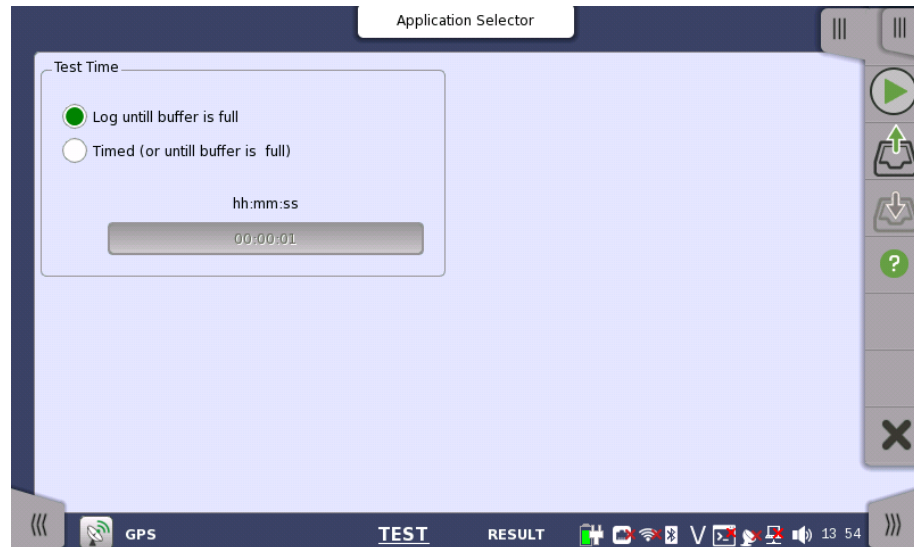 Application Selector
Test Time
Log untill buffer is full
Timed (or untill buffer is  full)
hh:mm:ss
00:00:01
?
GPS
TEST
RESULT
V
13 54